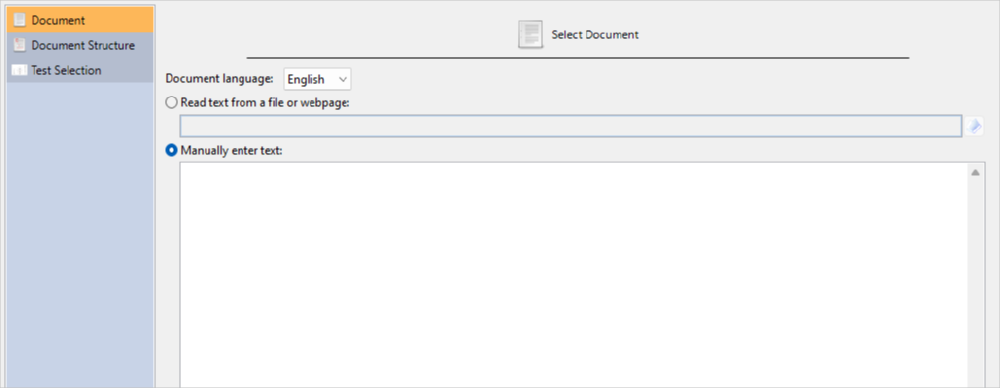 Document
Document Structure
Test Selection
Select Document
Document language: English
Read text from a file or webpage:
Manually enter text: